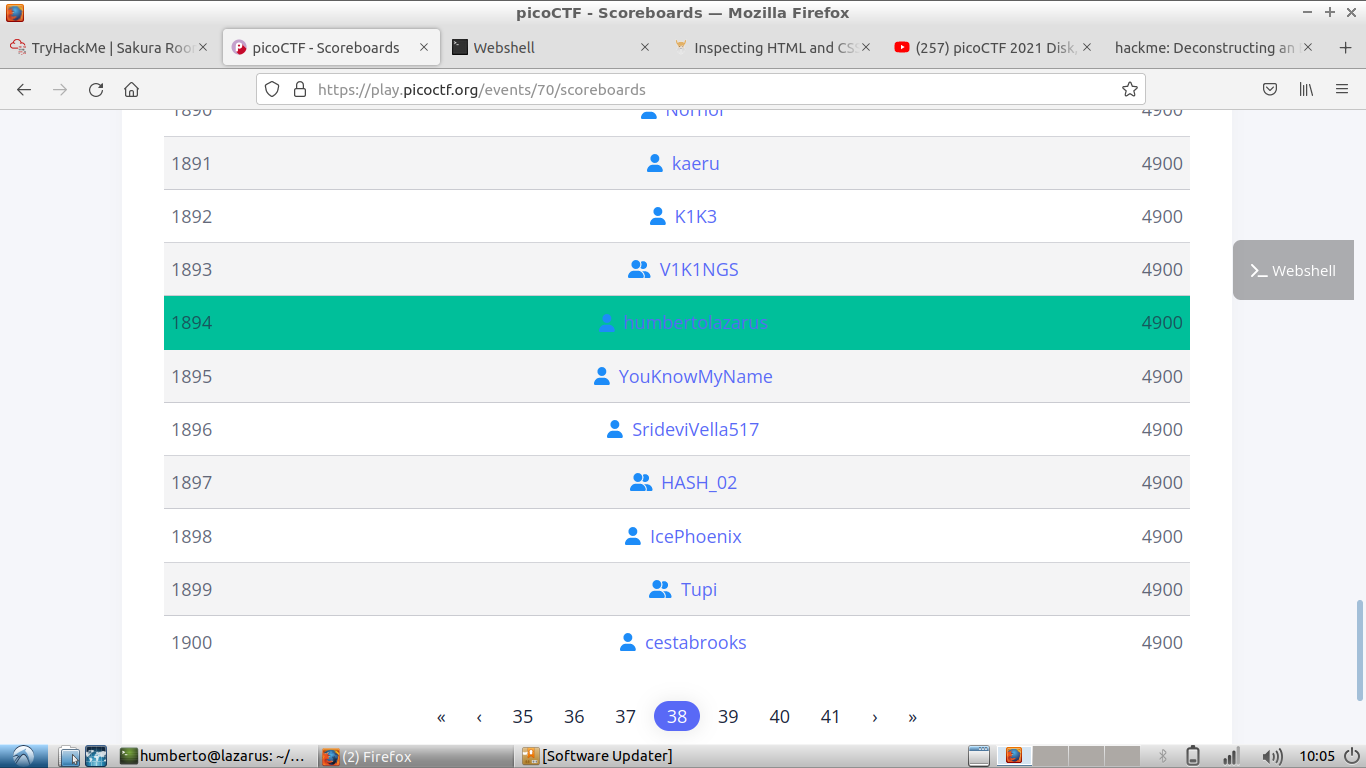 picoCTF - Scoreboards — Mozilla Firefox
TryHackMe | Sakura Roo
picoCTF - Scoreboards
Webshell
Inspecting HTML and CS
(257) picoCTF 2021 Disk
hackme: Deconstructing an
https://play.picoctf.org/events/70/scoreboards
1890 4900
1891 kaeru 4900
1892 K1K3 4900
1893 V1K1NGS 4900
Webshell
1894 humbertolazarus 4900
1895 YouKnowMyName 4900
1896 SrideviVella517 4900
1897 HASH_02 4900
1898 IcePhoenix 4900
1899 Tupi 4900
1900 cestabrooks 4900
« ‹ 35 36 37 38 39 40 41 › »
humberto@lazarus: ~/...
(2) Firefox
[Software Updater]
10:05